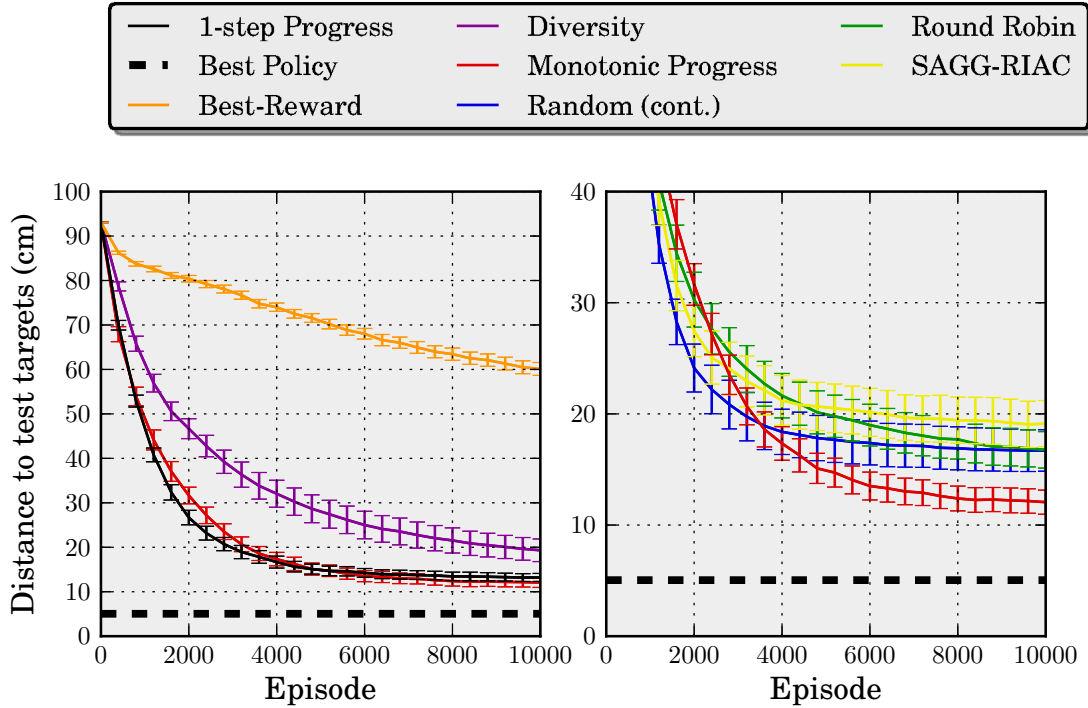 1-step Progress
Best Policy
Best-Reward
Diversity
Monotonic Progress
Random (cont.)
Round Robin
SAGG-RIAC
Distance to test targets (cm)
100
90
80
70
60
50
40
30
20
10
0
0 2000 4000 6000 8000 10000
Episode
40
30
20
10
0
0 2000 4000 6000 8000 10000
Episode